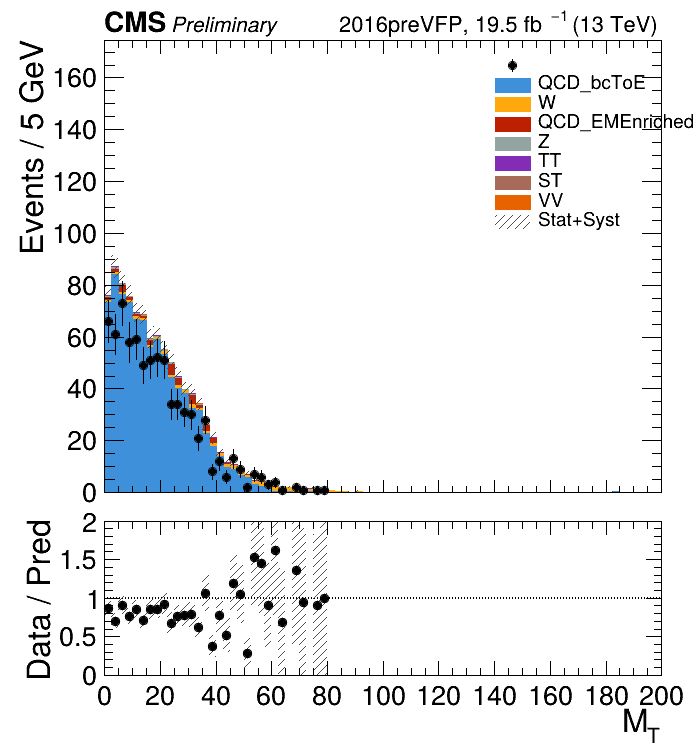 CMS Preliminary 2016preVFP, 19.5 fb⁻¹ (13 TeV)
Events / 5 GeV
160
140
120
100
80
60
40
20
0
QCD_bcToE
W
QCD_EMEnriched
Z
TT
ST
VV
Stat+Syst
Data / Pred
2
1.5
1
0.5
0
0 20 40 60 80 100 120 140 160 180 200
M_T